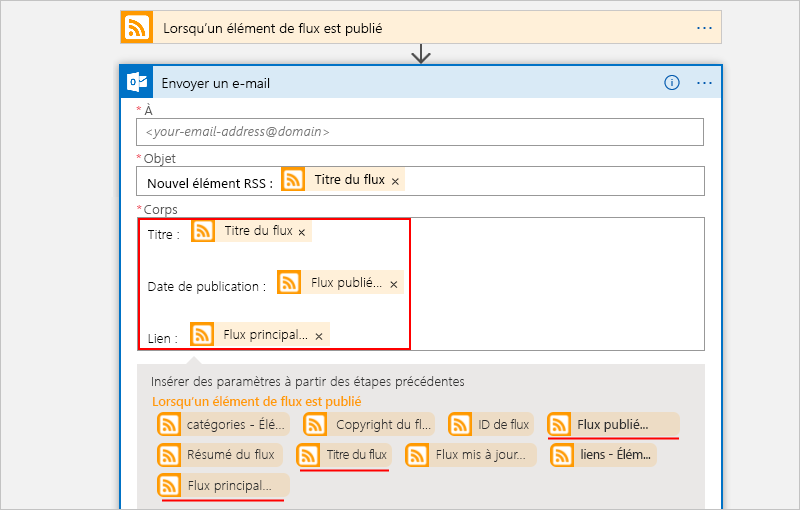 Lorsqu'un élément de flux est publié ...
Envoyer un e-mail ...
* À
<your-email-address@domain>
* Objet
Nouvel élément RSS : Titre du flux ×
* Corps
Titre : Titre du flux ×
Date de publication : Flux publié... ×
Lien : Flux principal... ×
Insérer des paramètres à partir des étapes précédentes
Lorsqu'un élément de flux est publié
catégories - Élé... Copyright du fl... ID de flux Flux publié...
Résumé du flux Titre du flux Flux mis à jour... liens - Élém...
Flux principal...